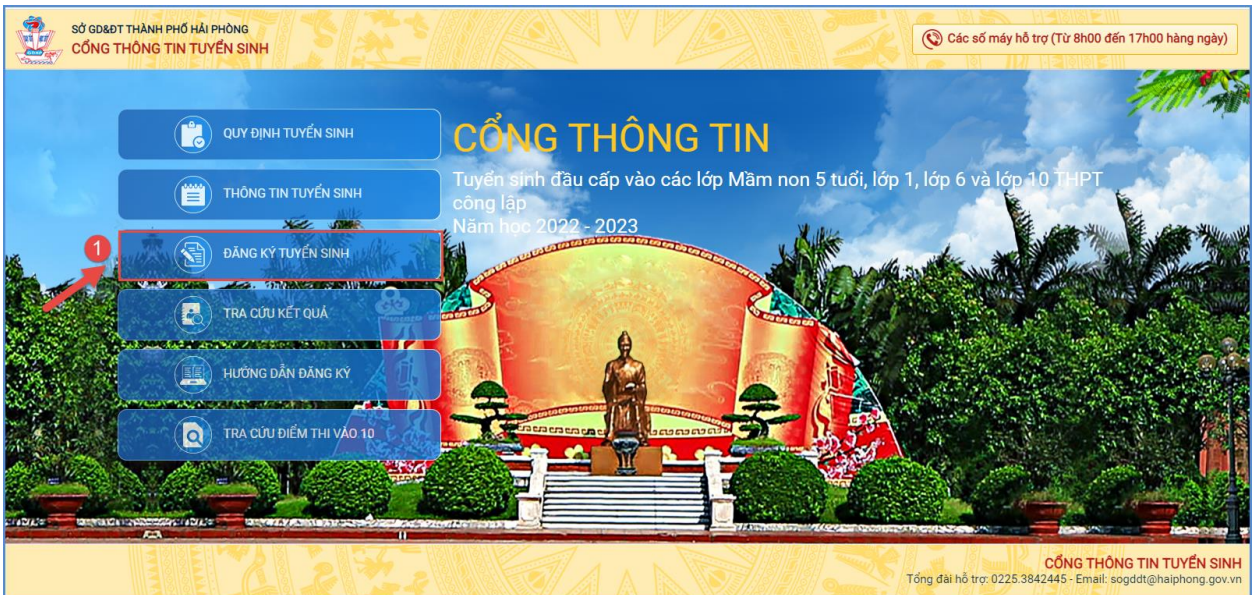 SỞ GD&ĐT THÀNH PHỐ HẢI PHÒNG
CỔNG THÔNG TIN TUYỂN SINH
Các số máy hỗ trợ (Từ 8h00 đến 17h00 hàng ngày)
QUY ĐỊNH TUYỂN SINH
THÔNG TIN TUYỂN SINH
1
ĐĂNG KÝ TUYỂN SINH
TRA CỨU KẾT QUẢ
HƯỚNG DẪN ĐĂNG KÝ
TRA CỨU ĐIỂM THI VÀO 10
CỔNG THÔNG TIN
Tuyển sinh đầu cấp vào các lớp Mầm non 5 tuổi, lớp 1, lớp 6 và lớp 10 THPT
công lập
Năm học 2022 - 2023
CỔNG THÔNG TIN TUYỂN SINH
Tổng đài hỗ trợ: 0225.3842445 - Email: sogddt@haiphong.gov.vn